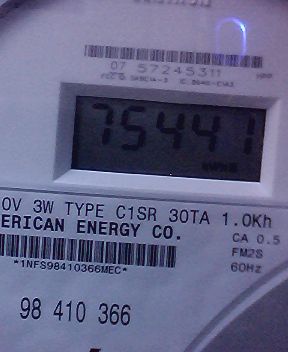 07 57245311
75441
0V 3W TYPE C1SR 30TA 1.0Kh
ERICAN ENERGY CO.
CA 0.5
FM2S
60Hz
*1NFS98410366MEC*
98 410 366